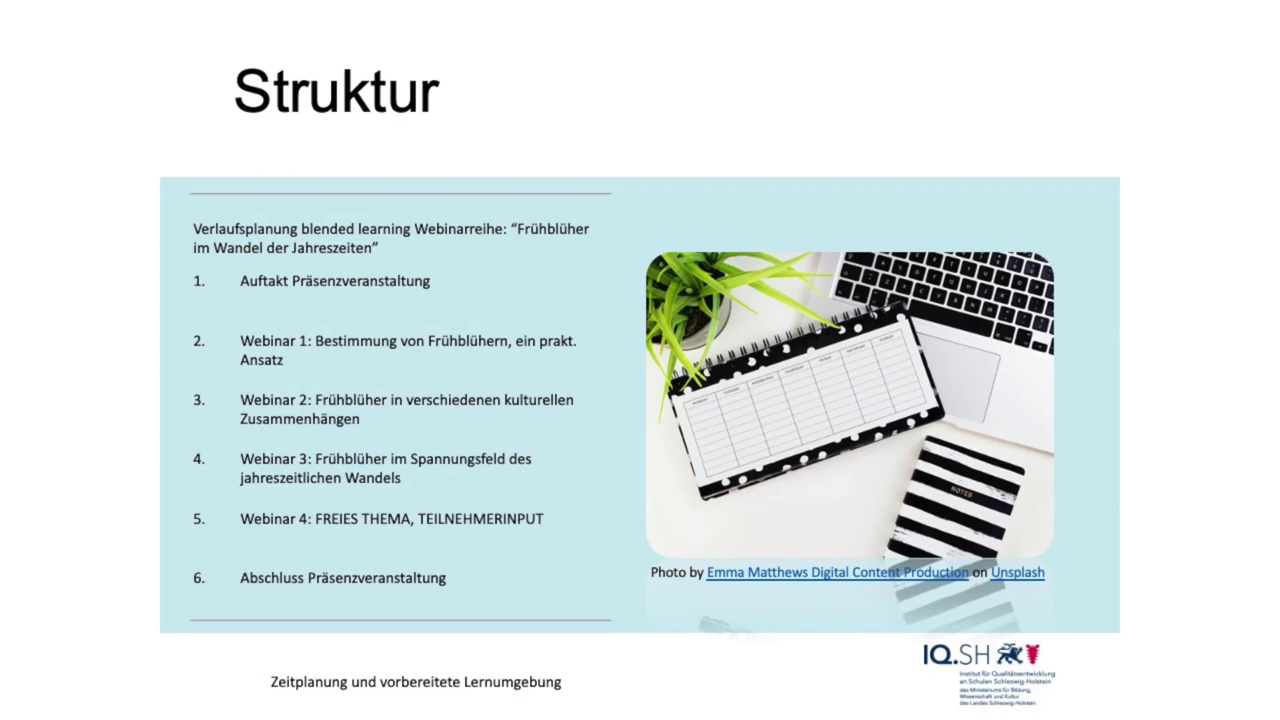 Struktur
Verlaufsplanung blended learning Webinarreihe: “Frühblüher
im Wandel der Jahreszeiten”
1. Auftakt Präsenzveranstaltung
2. Webinar 1: Bestimmung von Frühblühern, ein prakt.
Ansatz
3. Webinar 2: Frühblüher in verschiedenen kulturellen
Zusammenhängen
4. Webinar 3: Frühblüher im Spannungsfeld des
jahreszeitlichen Wandels
5. Webinar 4: FREIES THEMA, TEILNEHMERINPUT
6. Abschluss Präsenzveranstaltung
NOTES
Photo by Emma Matthews Digital Content Production on Unsplash
IQ.SH
Institut für Qualitätsentwicklung
an Schulen Schleswig-Holstein
des Ministeriums für Bildung,
Wissenschaft und Kultur
des Landes Schleswig-Holstein
Zeitplanung und vorbereitete Lernumgebung